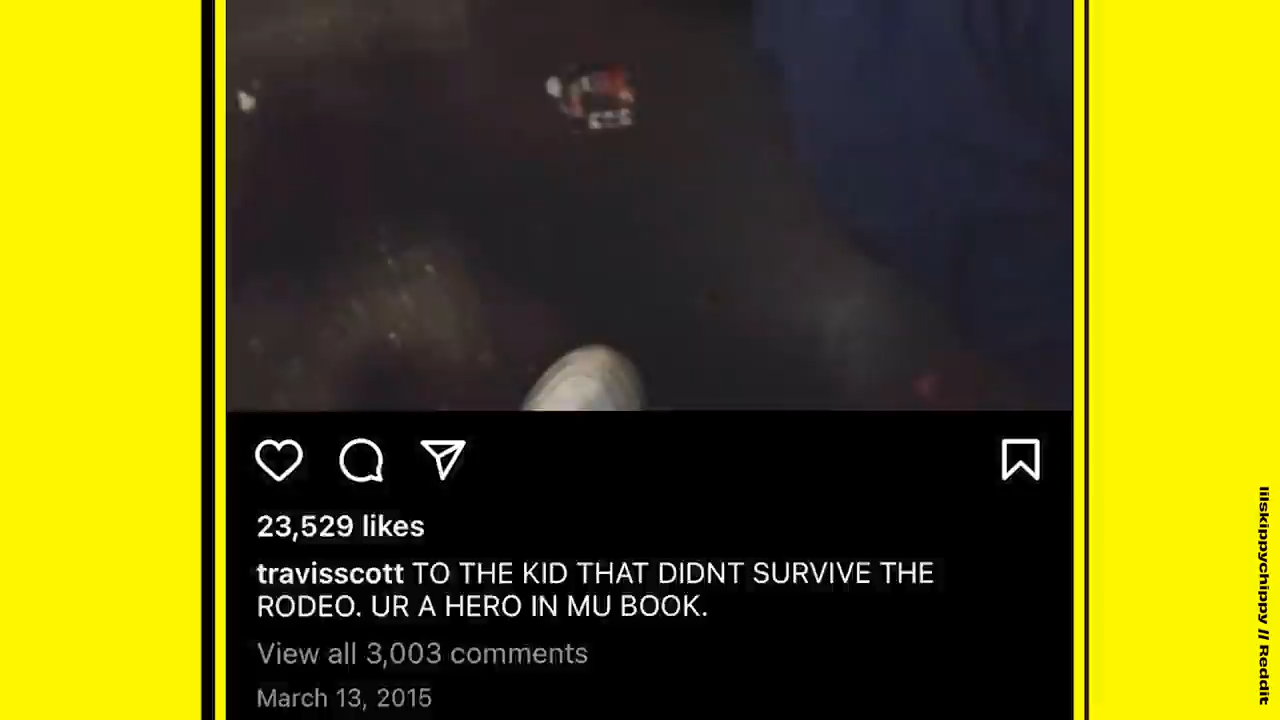 23,529 likes
travisscott TO THE KID THAT DIDNT SURVIVE THE
RODEO. UR A HERO IN MU BOOK.
View all 3,003 comments
March 13, 2015
lilskippychippy // Reddit